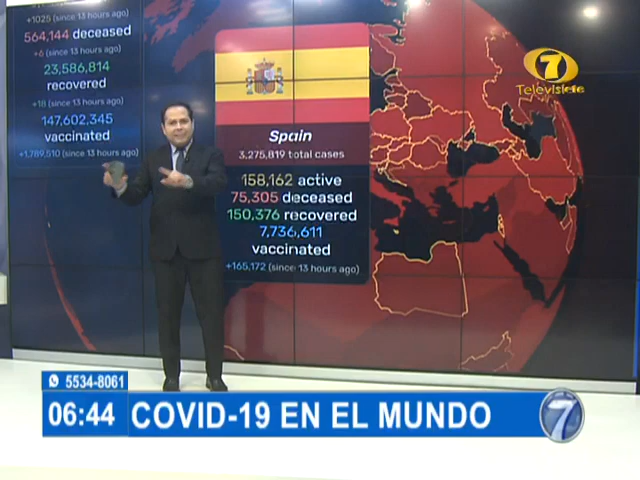 +1025 (since 13 hours ago)
564,144 deceased
+6 (since 13 hours ago)
23,586,814
recovered
+18 (since 13 hours ago)
147,602,345
vaccinated
+1,789,510 (since 13 hours ago)
Spain
3.275,819 total cases
158,162 active
75,305 deceased
150,376 recovered
7,736,611
vaccinated
+165,172 (since 13 hours ago)
7
Televisiete
5534-8061
06:44 COVID-19 EN EL MUNDO
7